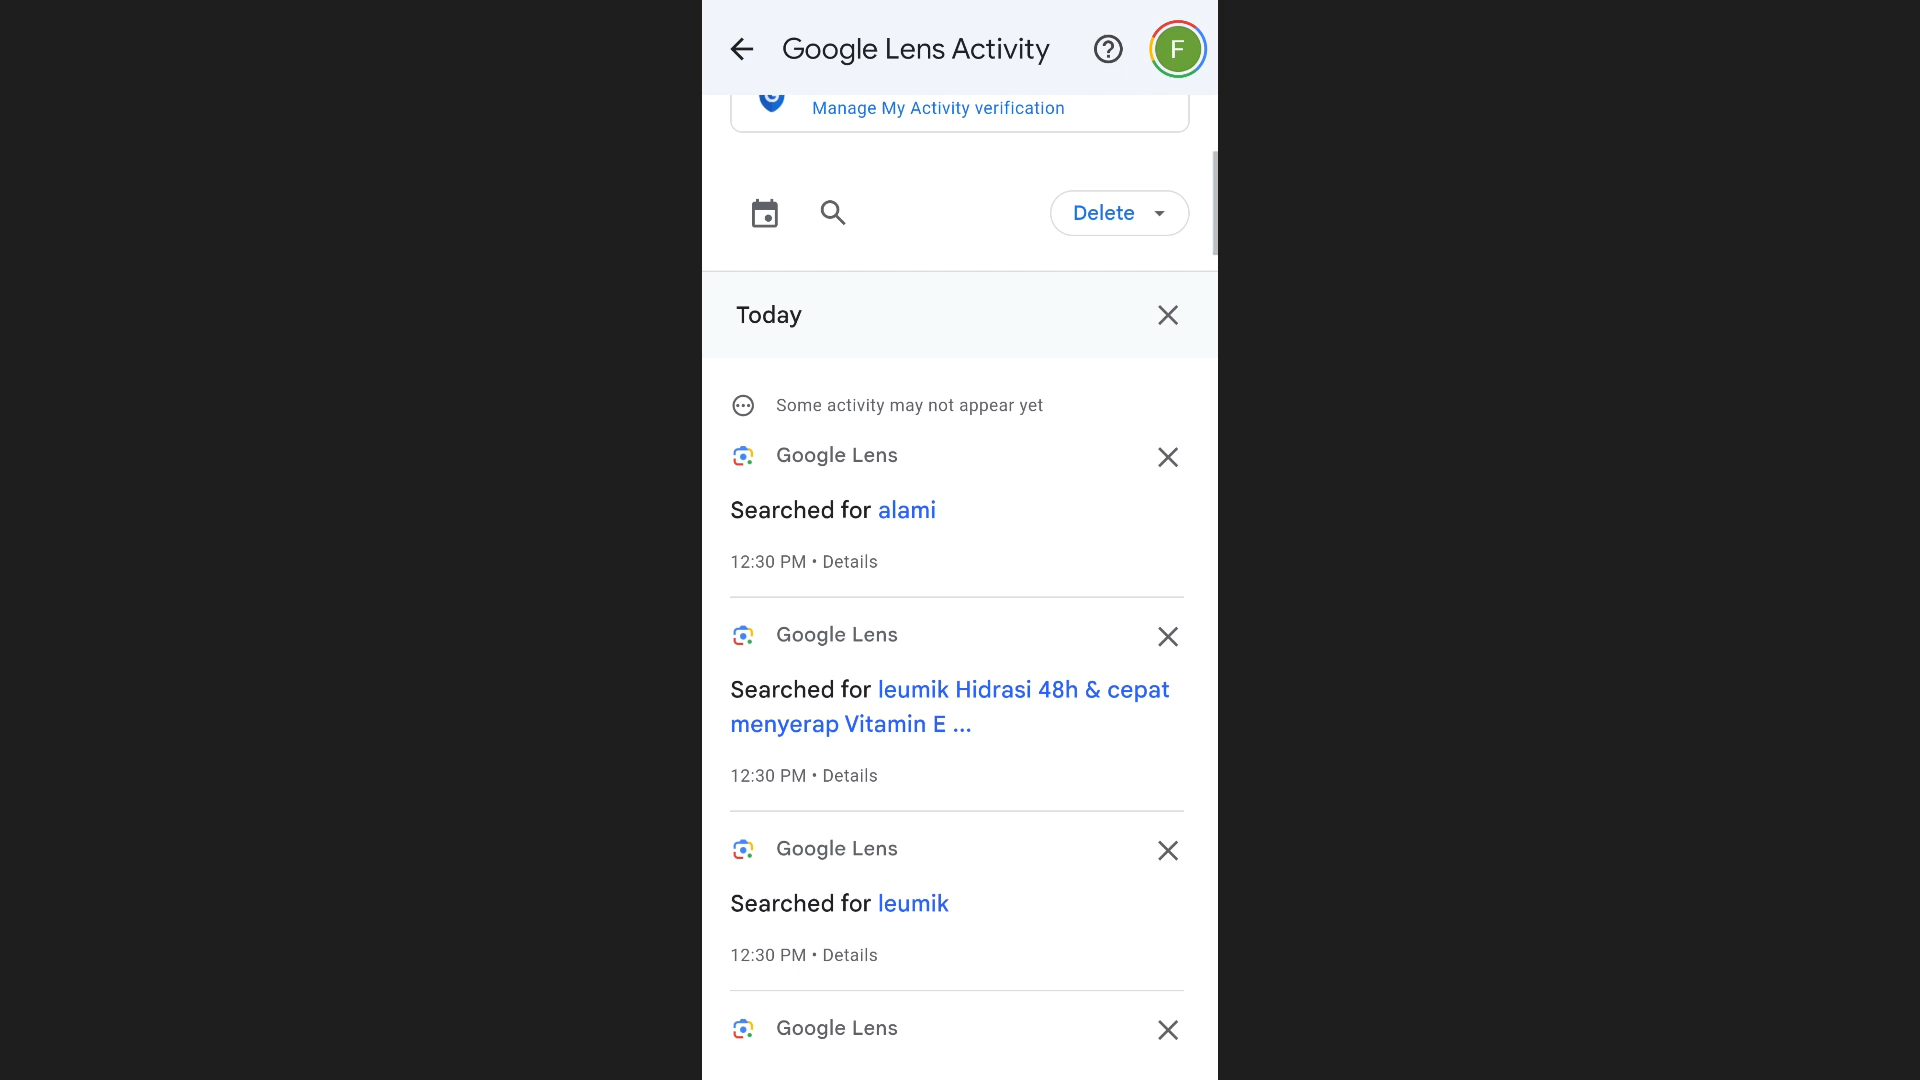 Google Lens Activity
F
Manage My Activity verification
Delete
Today
Some activity may not appear yet
Google Lens
Searched for alami
12:30 PM • Details
Google Lens
Searched for leumik Hidrasi 48h & cepat
menyerap Vitamin E ...
12:30 PM • Details
Google Lens
Searched for leumik
12:30 PM • Details
Google Lens